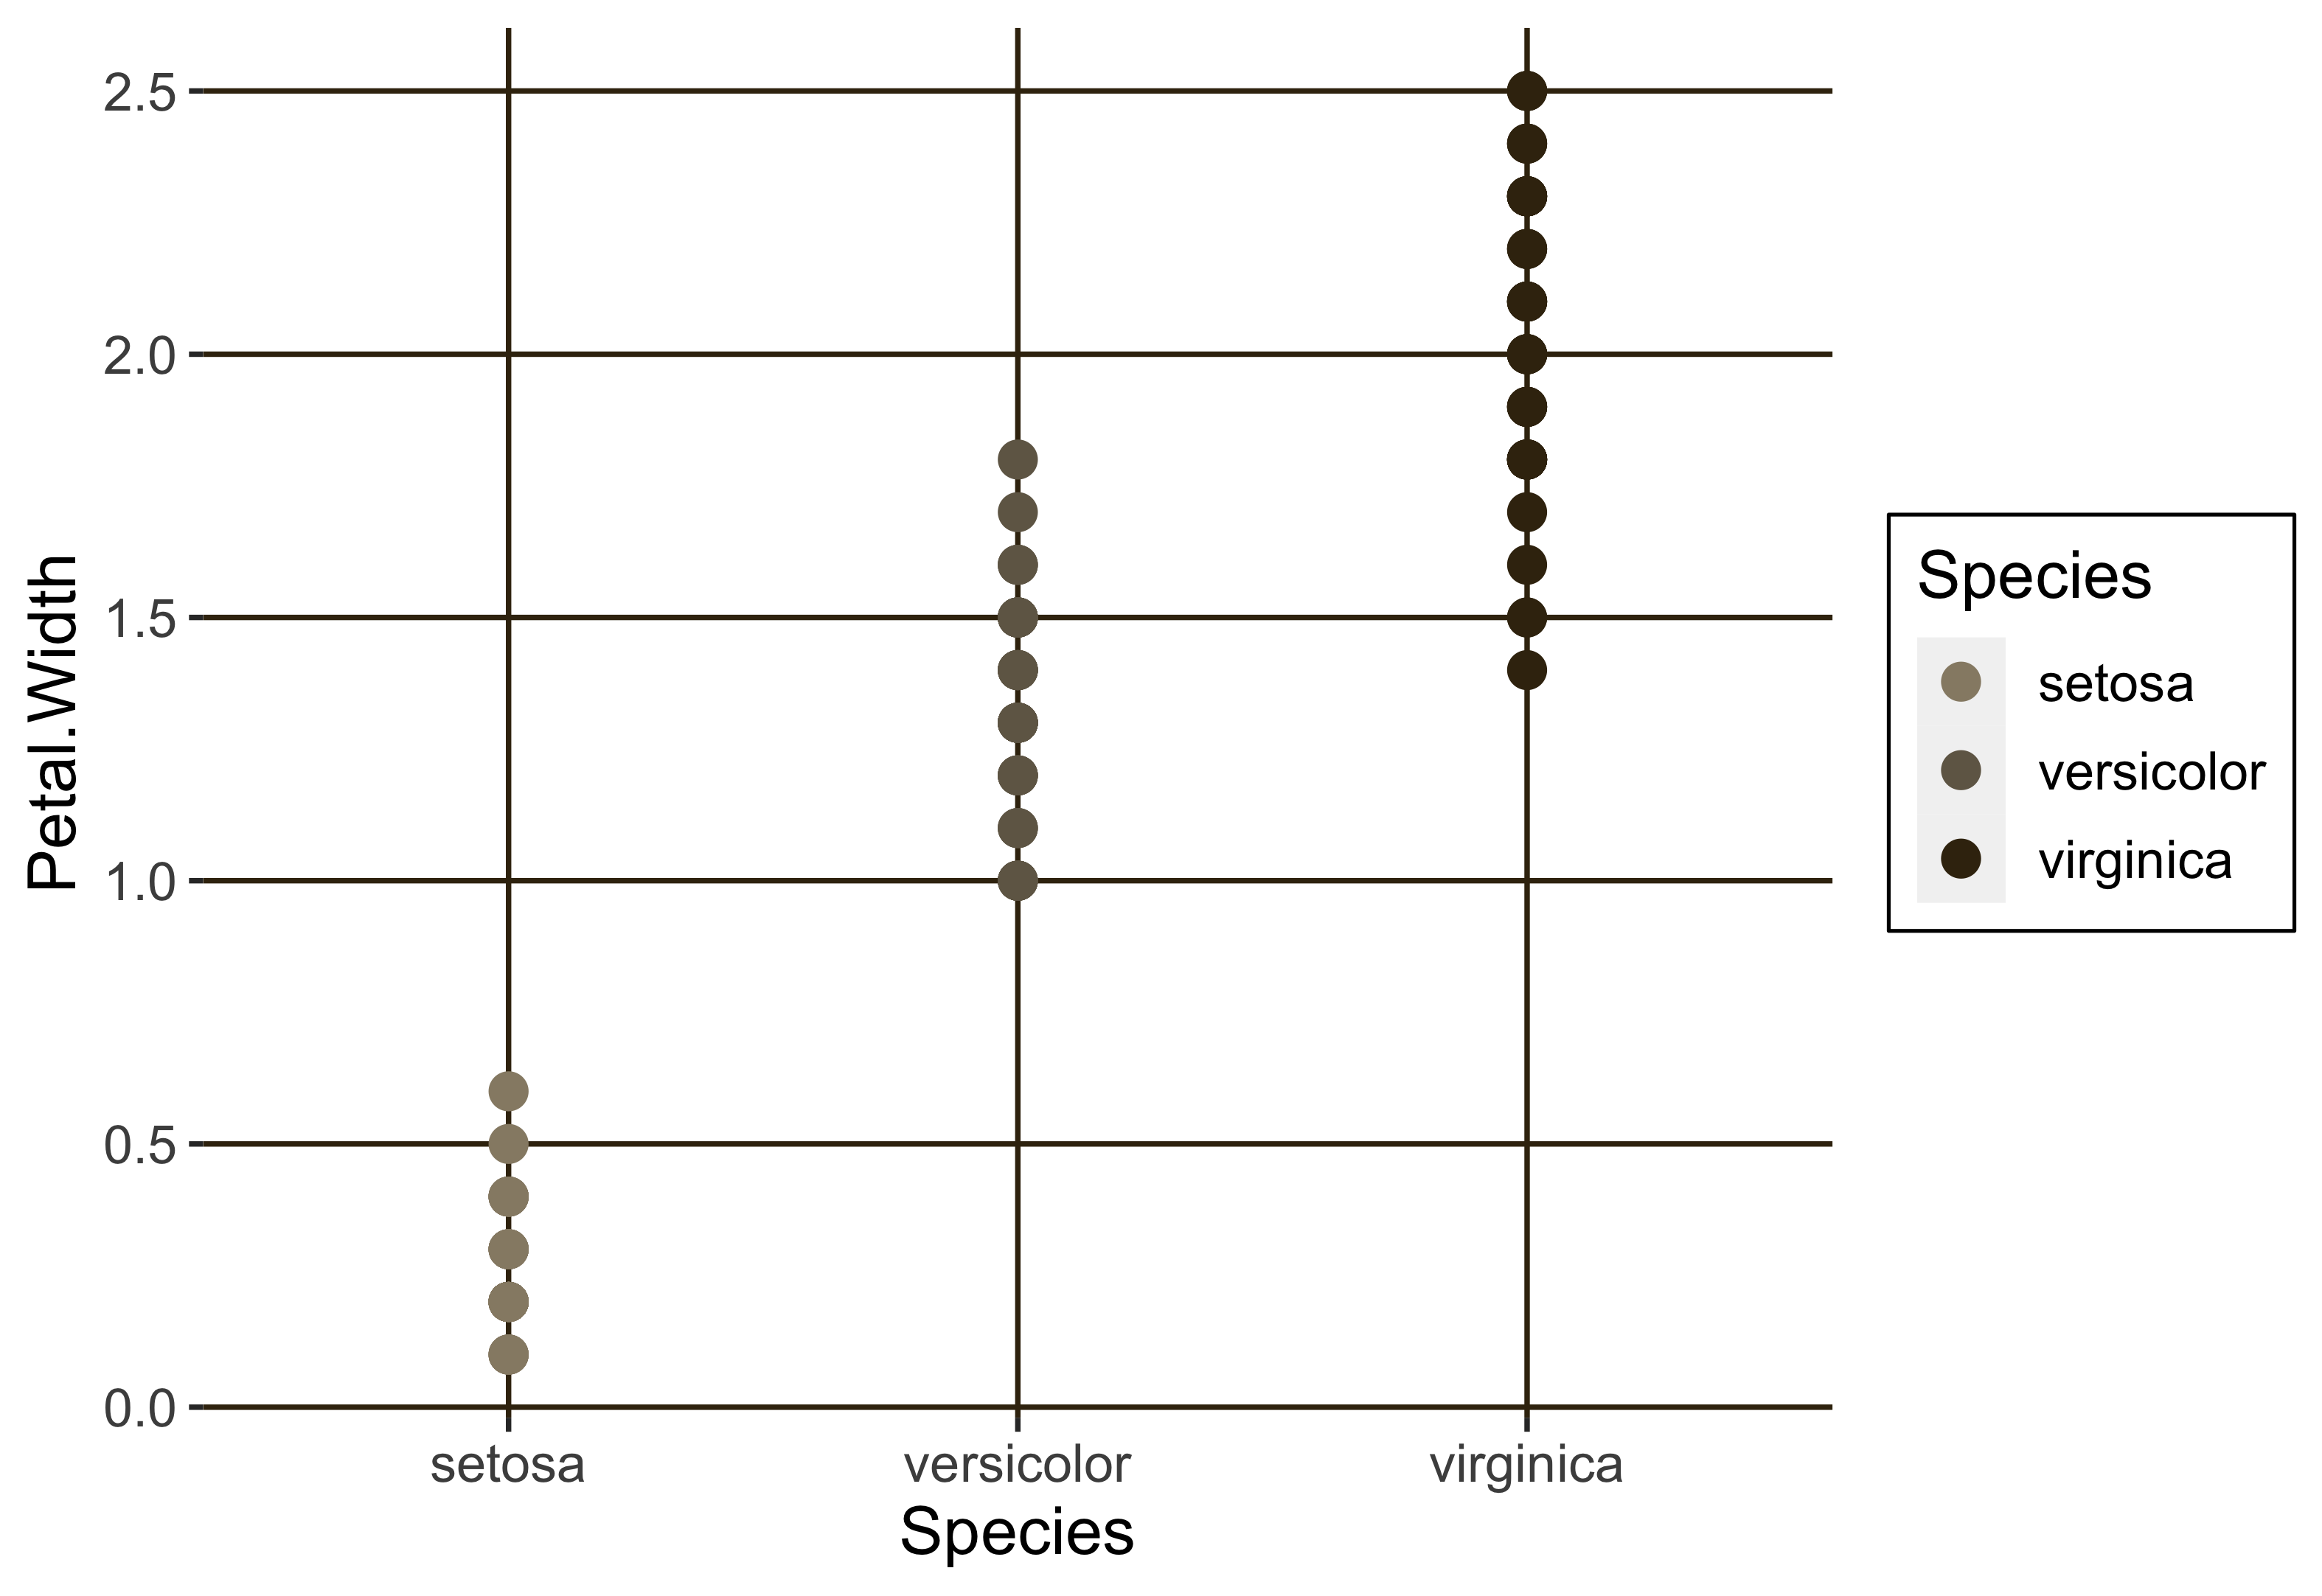 2.5
2.0
1.5
1.0
0.5
0.0
Petal.Width
setosa
versicolor
virginica
Species
Species
setosa
versicolor
virginica